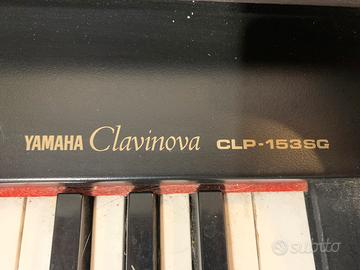 YAMAHA Clavinova CLP-153SG
subito